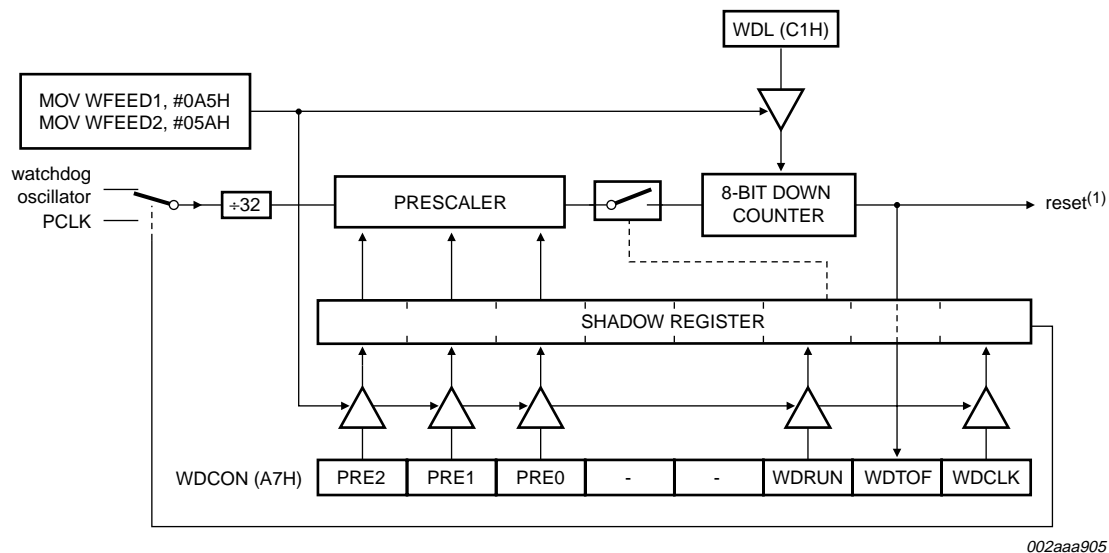 WDL (C1H)
MOV WFEED1, #0A5H
MOV WFEED2, #05AH
watchdog
oscillator
PCLK
÷32
PRESCALER
8-BIT DOWN
COUNTER
reset(1)
SHADOW REGISTER
WDCON (A7H)
PRE2
PRE1
PRE0
-
-
WDRUN
WDTOF
WDCLK
002aaa905